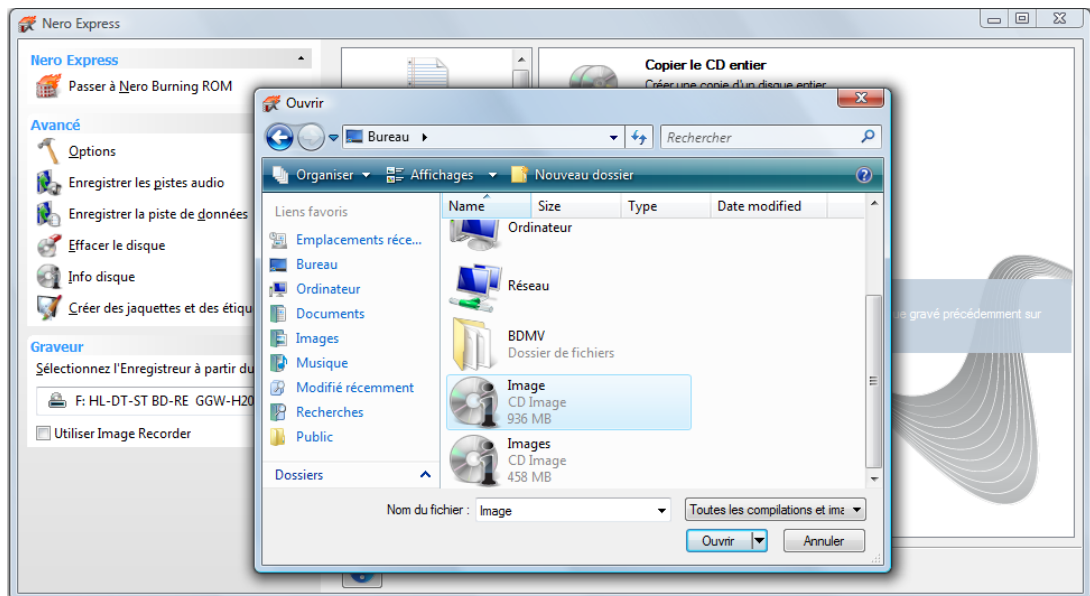 Nero Express
Nero Express
Passer à Nero Burning ROM
Avancé
Options
Enregistrer les pistes audio
Enregistrer la piste de données
Effacer le disque
Info disque
Créer des jaquettes et des étiqu
Graveur
Sélectionnez l'Enregistreur à partir du
F: HL-DT-ST BD-RE GGW-H20
Utiliser Image Recorder
Copier le CD entier
Créer une copie d'un disque entier
ue gravé précédemment sur
Ouvrir
Bureau
Rechercher
Organiser Affichages Nouveau dossier
Liens favoris
Emplacements réce...
Bureau
Ordinateur
Documents
Images
Musique
Modifié récemment
Recherches
Public
Dossiers
Name Size Type Date modified
Ordinateur
Réseau
BDMV
Dossier de fichiers
Image
CD Image
936 MB
Images
CD Image
458 MB
Nom du fichier : Image
Toutes les compilations et ima
Ouvrir Annuler